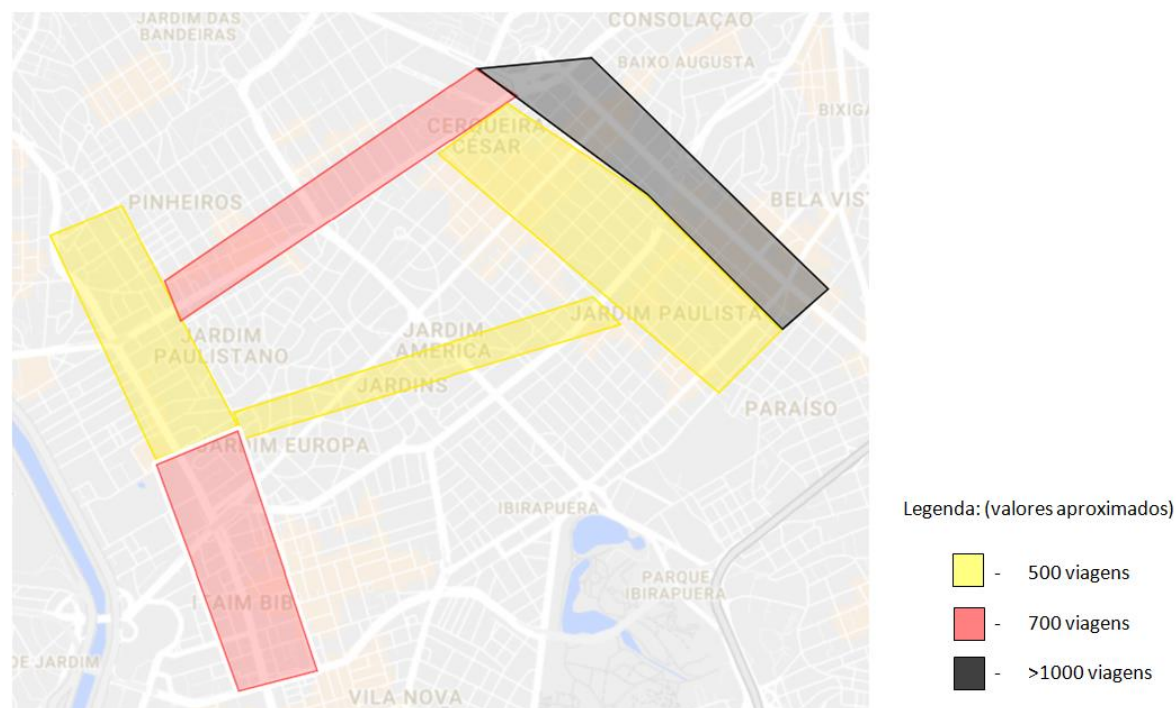 JARDIM DAS
BANDEIRAS
CONSOLAÇÃO
BAIXO AUGUSTA
BIXIGA
CERQUEIRA
CÉSAR
PINHEIROS
BELA VIST
JARDIM PAULISTA
JARDIM
PAULISTANO
JARDIM
AMÉRICA
JARDINS
PARAÍSO
JARDIM EUROPA
IBIRAPUERA
PARQUE
IBIRAPUERA
ITAIM BIBI
DE JARDIM
VILA NOVA
Legenda: (valores aproximados)
- 500 viagens
- 700 viagens
- >1000 viagens